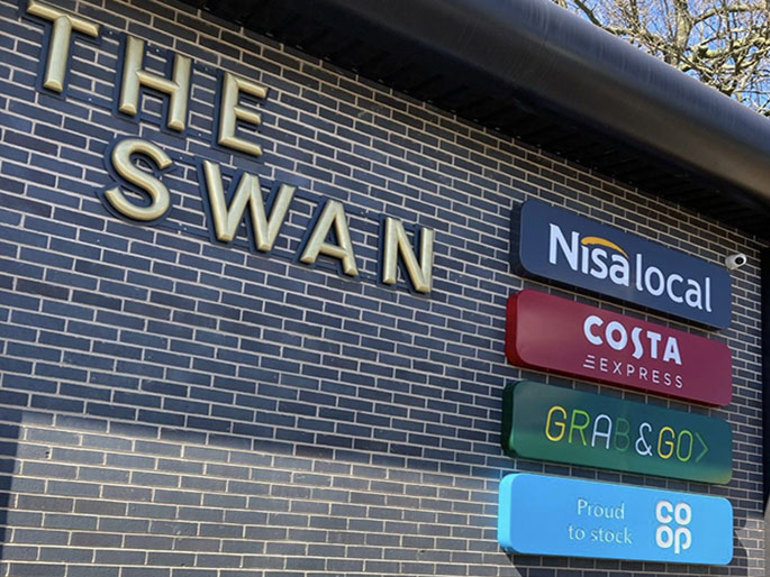 THE
SWAN
Nisa local
COSTA
EXPRESS
GRAB & GO
Proud
to stock
CO
OP